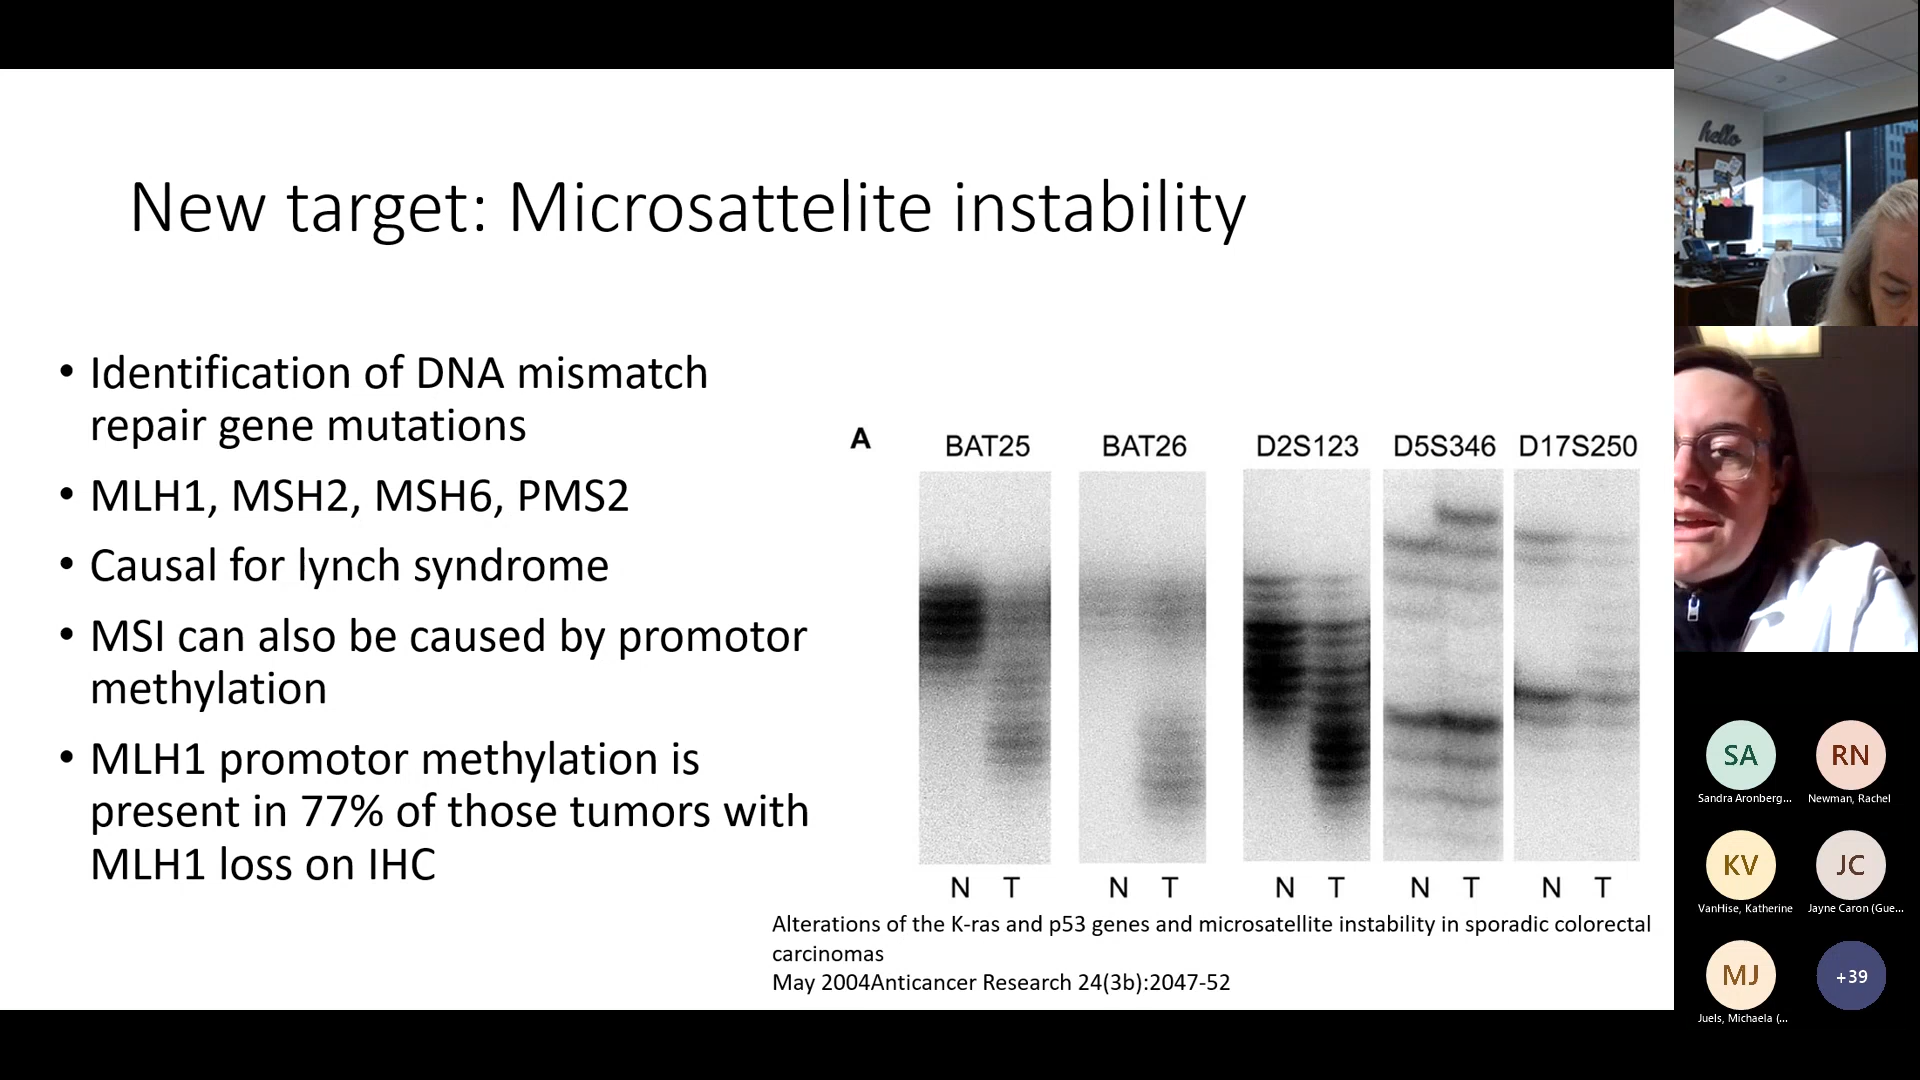 New target: Microsattelite instability
• Identification of DNA mismatch
repair gene mutations
• MLH1, MSH2, MSH6, PMS2
• Causal for lynch syndrome
• MSI can also be caused by promotor
methylation
• MLH1 promotor methylation is
present in 77% of those tumors with
MLH1 loss on IHC
A
BAT25 BAT26 D2S123 D5S346 D17S250
N T N T N T N T N T
Alterations of the K-ras and p53 genes and microsatellite instability in sporadic colorectal
carcinomas
May 2004Anticancer Research 24(3b):2047-52
hello
SA RN
Sandra Aronberg... Newman, Rachel
KV JC
VanHise, Katherine Jayne Caron (Gue...
MJ +39
Juels, Michaela (...